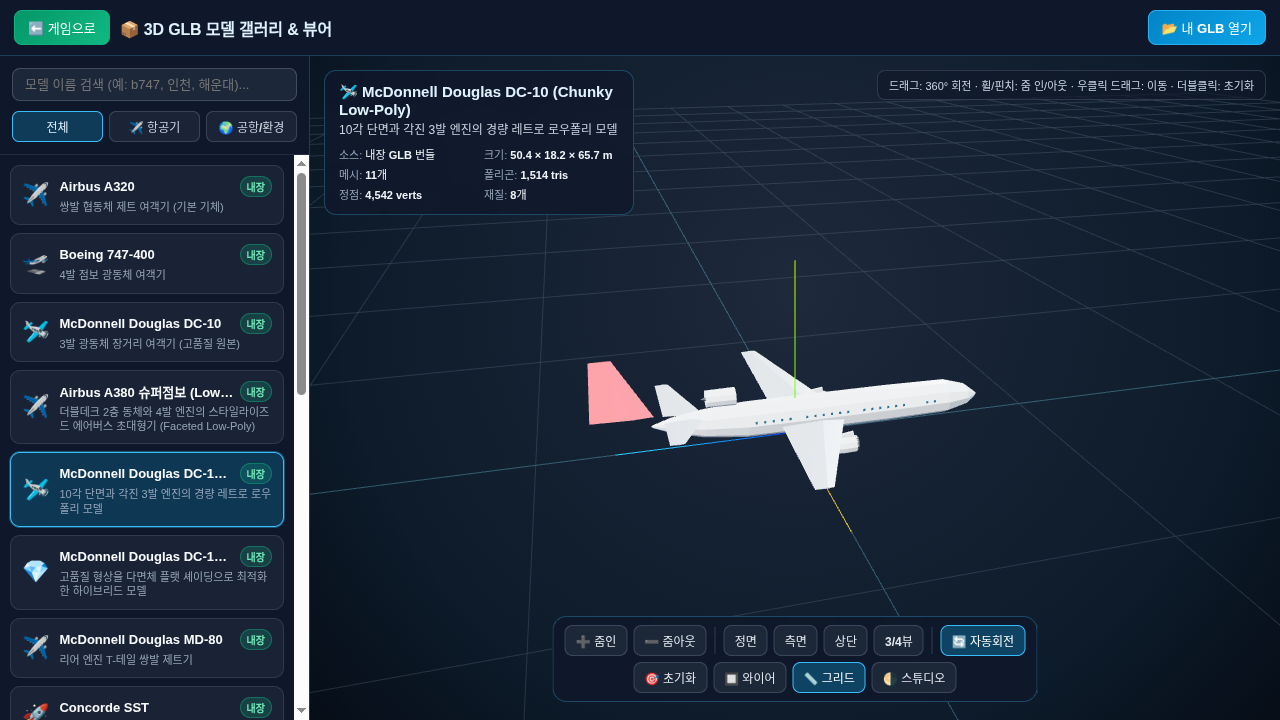 ⬅️ 게임으로
📦 3D GLB 모델 갤러리 & 뷰어
📂 내 GLB 열기
모델 이름 검색 (예: b747, 인천, 해운대)...
전체
✈️ 항공기
🌍 공항/환경
Airbus A320
내장
쌍발 협동체 제트 여객기 (기본 기체)
Boeing 747-400
내장
4발 점보 광동체 여객기
McDonnell Douglas DC-10
내장
3발 광동체 장거리 여객기 (고품질 원본)
Airbus A380 슈퍼점보 (Low...
내장
더블데크 2층 동체와 4발 엔진의 스타일라이즈
드 에어버스 초대형기 (Faceted Low-Poly)
McDonnell Douglas DC-1...
내장
10각 단면과 각진 3발 엔진의 경량 레트로 로우
폴리 모델
McDonnell Douglas DC-1...
내장
고품질 형상을 다면체 플랫 셰이딩으로 최적화
한 하이브리드 모델
McDonnell Douglas MD-80
내장
리어 엔진 T-테일 쌍발 제트기
Concorde SST
내장
McDonnell Douglas DC-10 (Chunky
Low-Poly)
10각 단면과 각진 3발 엔진의 경량 레트로 로우폴리 모델
소스: 내장 GLB 번들
크기: 50.4 × 18.2 × 65.7 m
메시: 11개
폴리곤: 1,514 tris
정점: 4,542 verts
재질: 8개
드래그: 360° 회전 · 휠/핀치: 줌 인/아웃 · 우클릭 드래그: 이동 · 더블클릭: 초기화
➕ 줌인
➖ 줌아웃
정면
측면
상단
3/4뷰
🔄 자동회전
🎯 초기화
🔲 와이어
📏 그리드
🌗 스튜디오